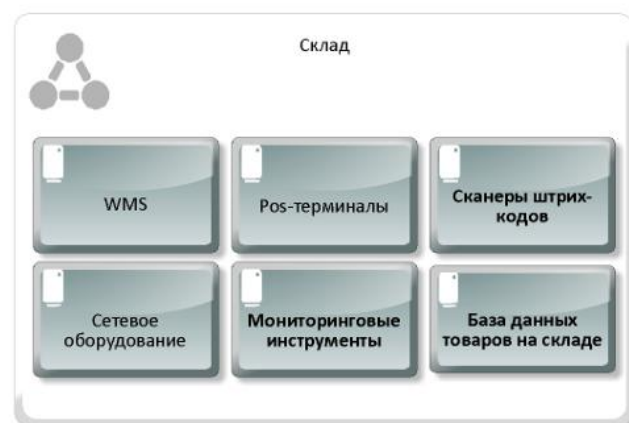 Склад
WMS
Pos-терминалы
Сканеры штрих-
кодов
Сетевое
оборудование
Мониторинговые
инструменты
База данных
товаров на складе